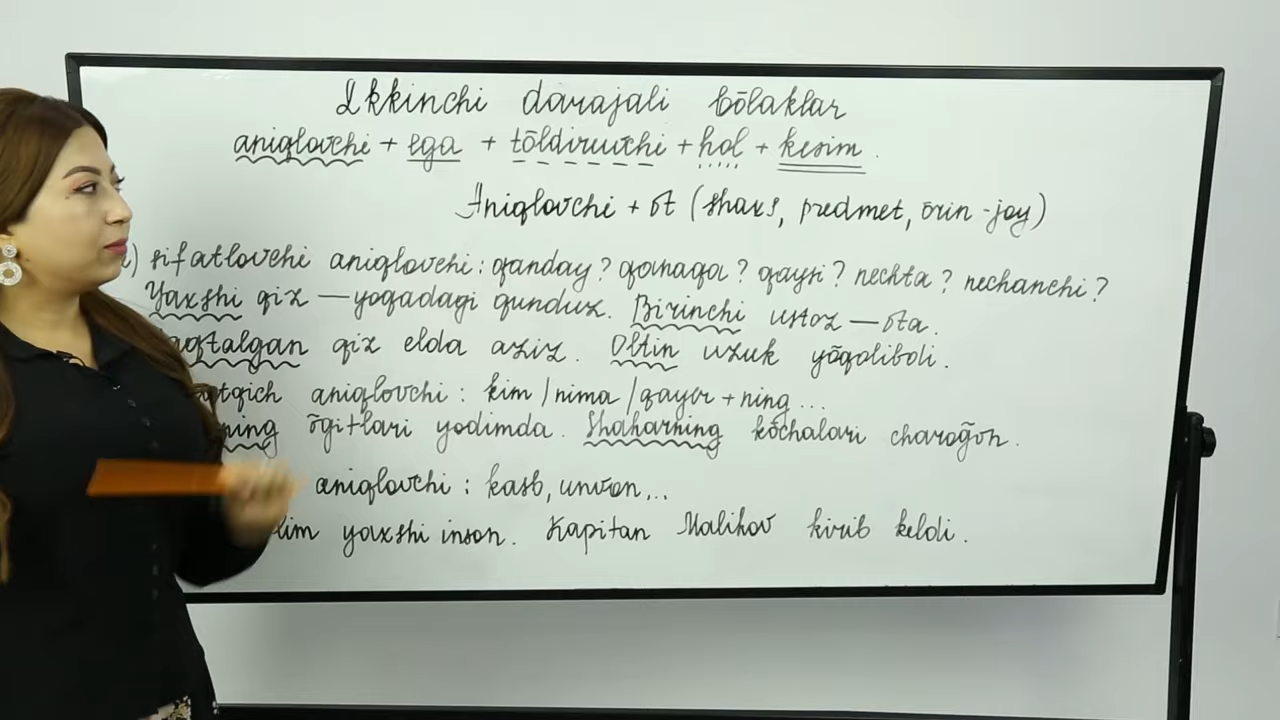 Ikkinchi darajali bōlaklar
aniqlovchi + ega + tōldiruvchi + hol + kesim.
Aniqlovchi + ot (shaxs, predmet, ōrin-joy)
) sifatlovchi aniqlovchi: qanday? qanaqa? qaysi? nechta? nechanchi?
Yaxshi qiz — yoqadagi qunduz. Birinchi ustoz — ota.
qiz elda aziz. Oltin uzuk yōqolibdi.
aniqlovchi: kim/nima/qayer + ning...
ōgitlari yodimda. Shaharning kōchalari charoḡon.
aniqlovchi: kasb, unvon,..
yaxshi inson. Kapitan Malikov kirib keldi.